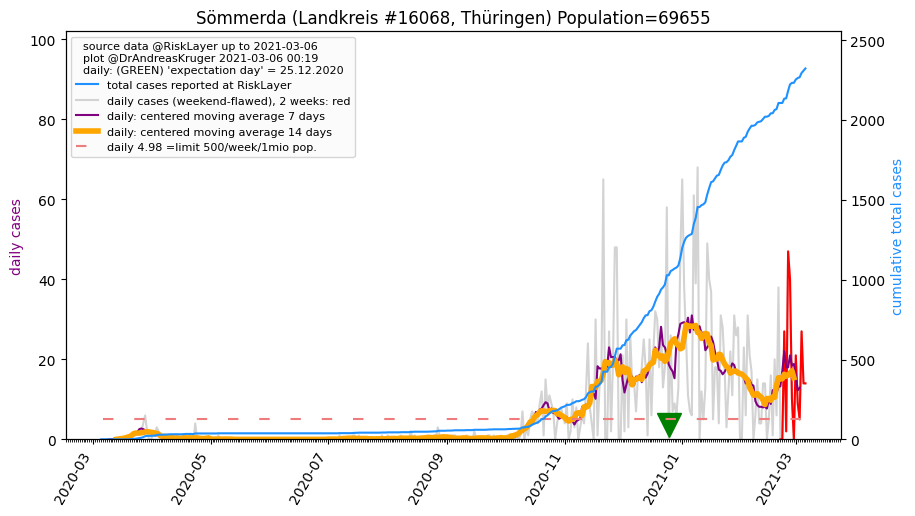 Sömmerda (Landkreis #16068, Thüringen) Population=69655
source data @RiskLayer up to 2021-03-06
plot @DrAndreasKruger 2021-03-06 00:19
daily: (GREEN) 'expectation day' = 25.12.2020
total cases reported at RiskLayer
daily cases (weekend-flawed), 2 weeks: red
daily: centered moving average 7 days
daily: centered moving average 14 days
daily 4.98 =limit 500/week/1mio pop.
daily cases
100
80
60
40
20
0
cumulative total cases
2500
2000
1500
1000
500
0
2020-03
2020-05
2020-07
2020-09
2020-11
2021-01
2021-03